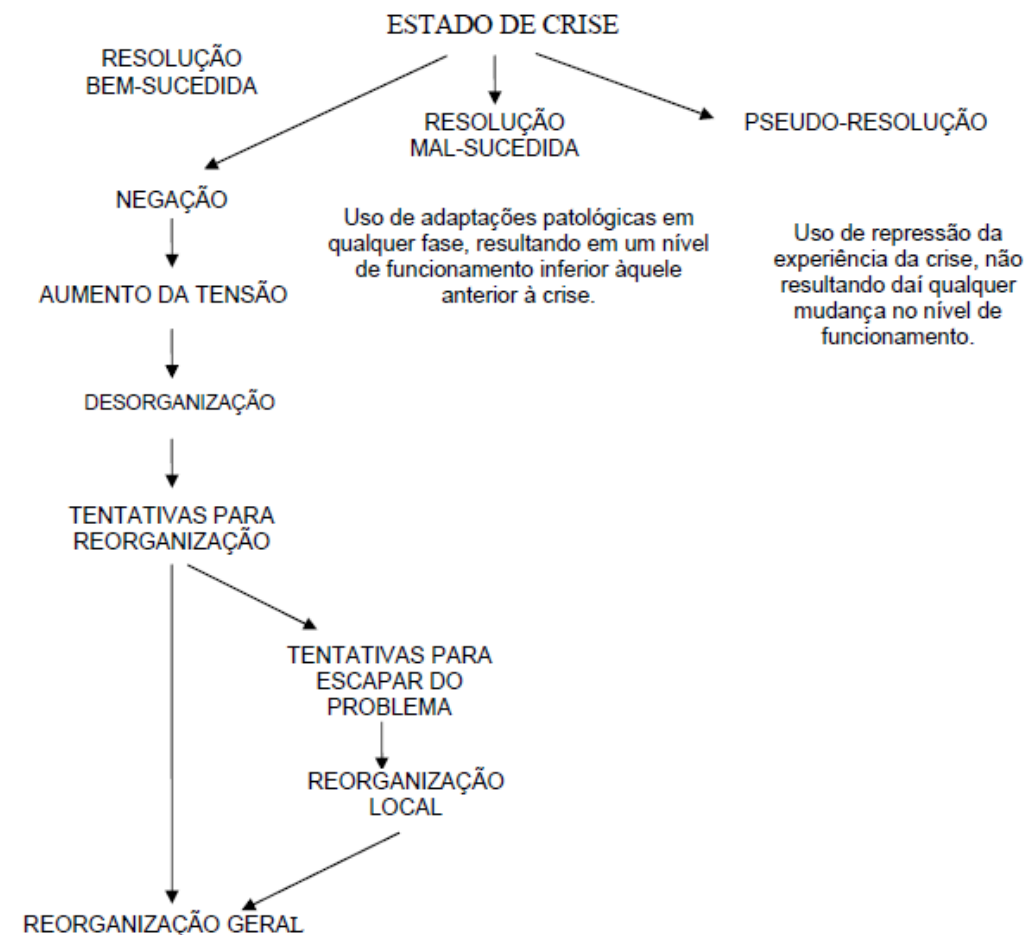 ESTADO DE CRISE
RESOLUÇÃO
BEM-SUCEDIDA
RESOLUÇÃO
MAL-SUCEDIDA
PSEUDO-RESOLUÇÃO
NEGAÇÃO
Uso de adaptações patológicas em
qualquer fase, resultando em um nível
de funcionamento inferior àquele
anterior à crise.
Uso de repressão da
experiência da crise, não
resultando daí qualquer
mudança no nível de
funcionamento.
AUMENTO DA TENSÃO
DESORGANIZAÇÃO
TENTATIVAS PARA
REORGANIZAÇÃO
TENTATIVAS PARA
ESCAPAR DO
PROBLEMA
REORGANIZAÇÃO
LOCAL
REORGANIZAÇÃO GERAL